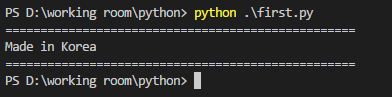 PS D:\working room\python> python .\first.py
==================================================
Made in Korea
==================================================
PS D:\working room\python>